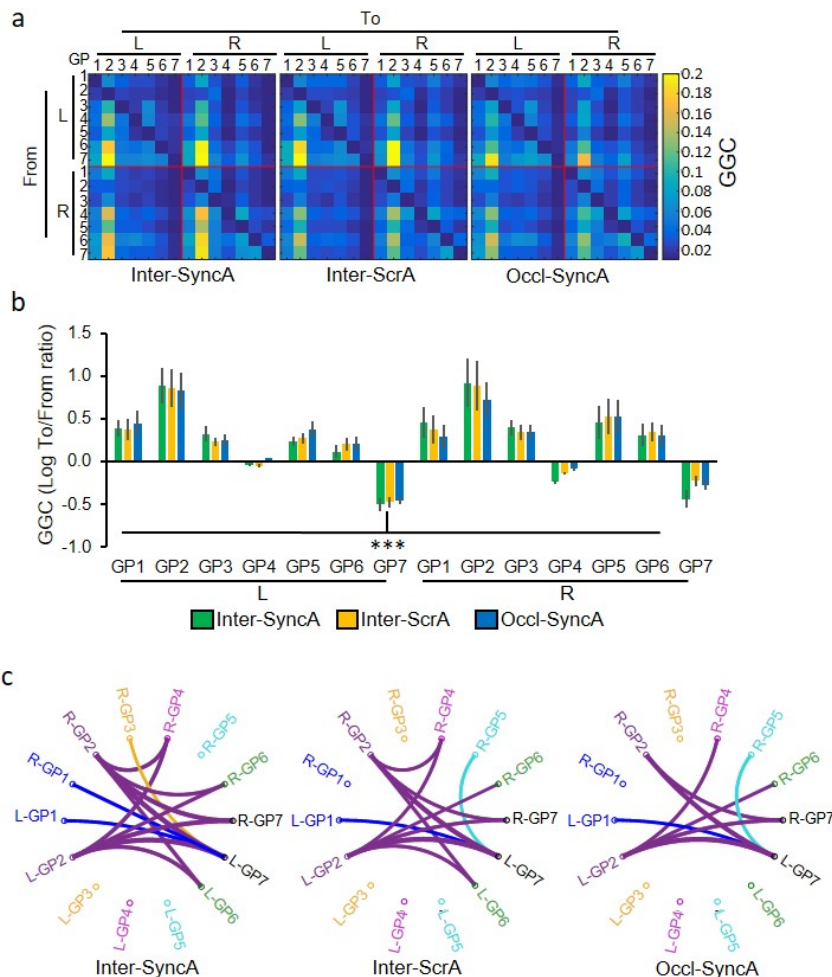 a
To
L R L R L R
GP 1 2 3 4 5 6 7 1 2 3 4 5 6 7 1 2 3 4 5 6 7 1 2 3 4 5 6 7 1 2 3 4 5 6 7 1 2 3 4 5 6 7
From
L
1
2
3
4
5
6
7
R
1
2
3
4
5
6
7
0.2
0.18
0.16
0.14
0.12
0.1
0.08
0.06
0.04
0.02
GGC
Inter-SyncA Inter-ScrA Occl-SyncA
b
GGC (Log To/From ratio)
1.5
1.0
0.5
0.0
-0.5
-1.0
***
GP1 GP2 GP3 GP4 GP5 GP6 GP7 GP1 GP2 GP3 GP4 GP5 GP6 GP7
L R
Inter-SyncA Inter-ScrA Occl-SyncA
c
R-GP4
R-GP3
R-GP5
R-GP2
R-GP6
R-GP1
R-GP7
L-GP1
L-GP7
L-GP2
L-GP6
L-GP3
L-GP5
L-GP4
Inter-SyncA
R-GP4
R-GP3
R-GP5
R-GP2
R-GP6
R-GP1
R-GP7
L-GP1
L-GP7
L-GP2
L-GP6
L-GP3
L-GP5
L-GP4
Inter-ScrA
R-GP4
R-GP3
R-GP5
R-GP2
R-GP6
R-GP1
R-GP7
L-GP1
L-GP7
L-GP2
L-GP6
L-GP3
L-GP5
L-GP4
Occl-SyncA